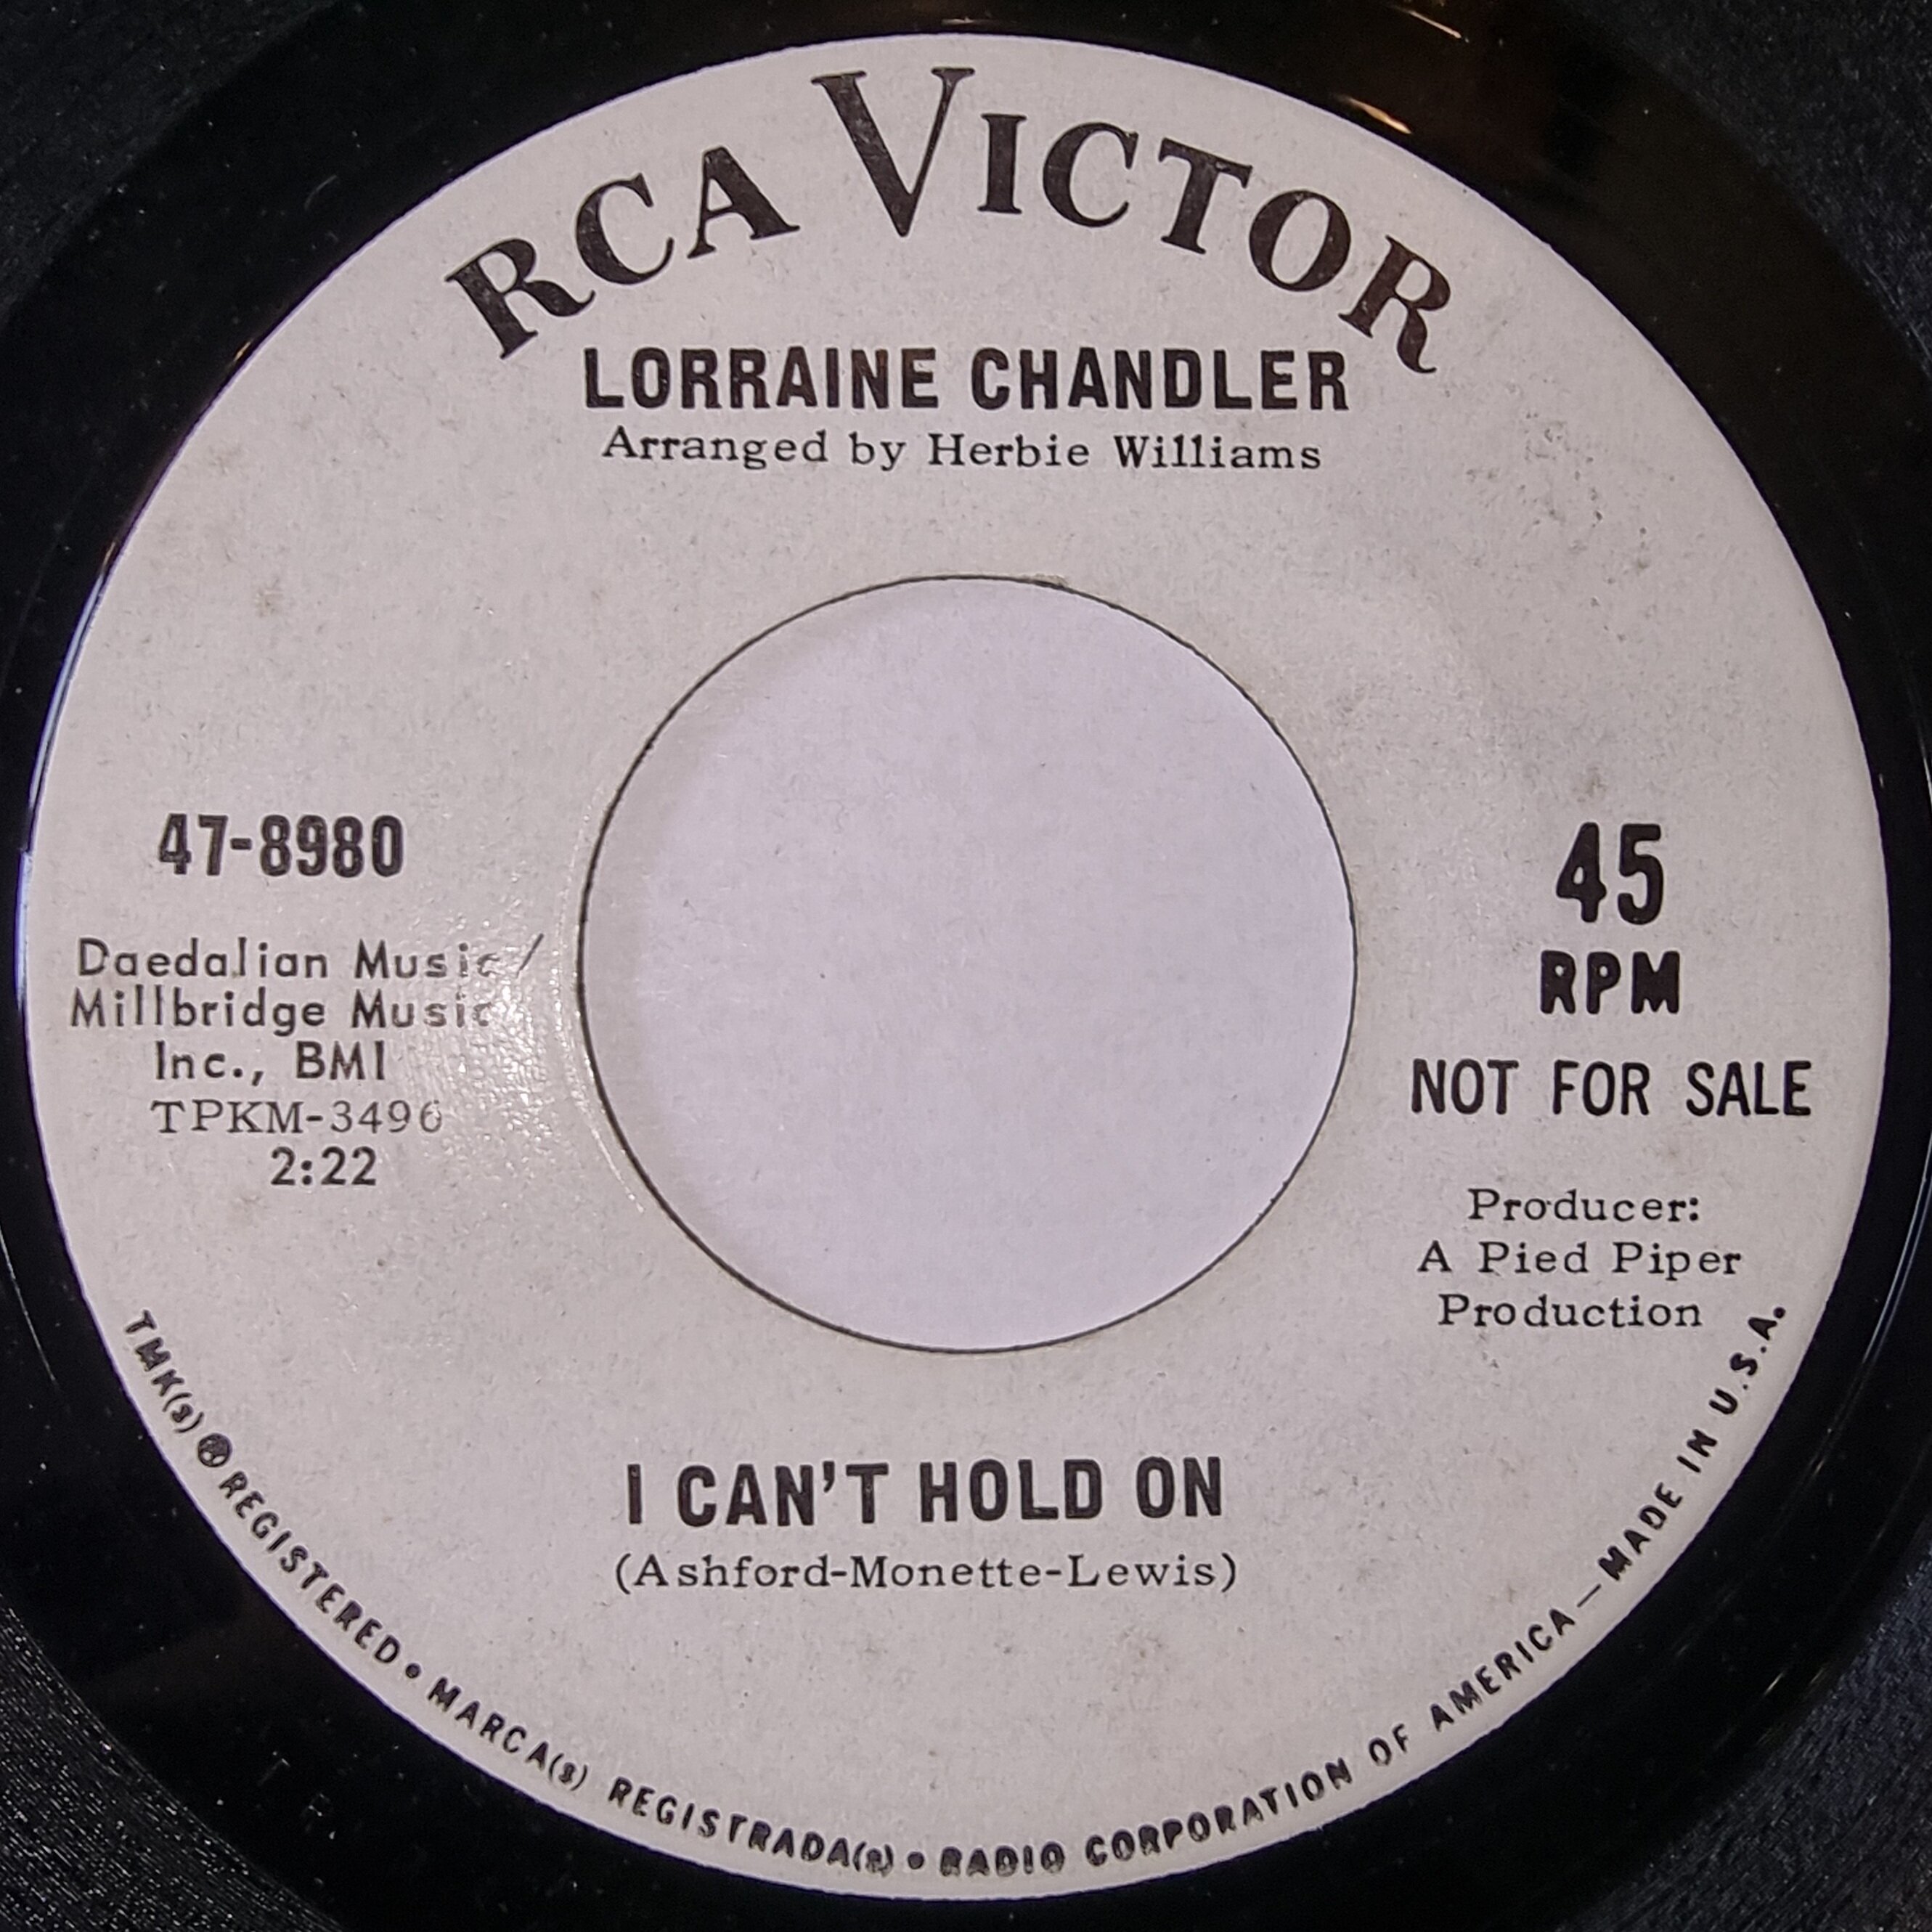 RCA VICTOR
LORRAINE CHANDLER
Arranged by Herbie Williams
47-8980
Daedalian Music/
Millbridge Music
Inc., BMI
TPKM-3496
2:22
45
RPM
NOT FOR SALE
Producer:
A Pied Piper
Production
I CAN'T HOLD ON
(Ashford-Monette-Lewis)
TMK(s) ® REGISTERED • MARCA(s) REGISTRADA(s) • RADIO CORPORATION OF AMERICA — MADE IN U.S.A.